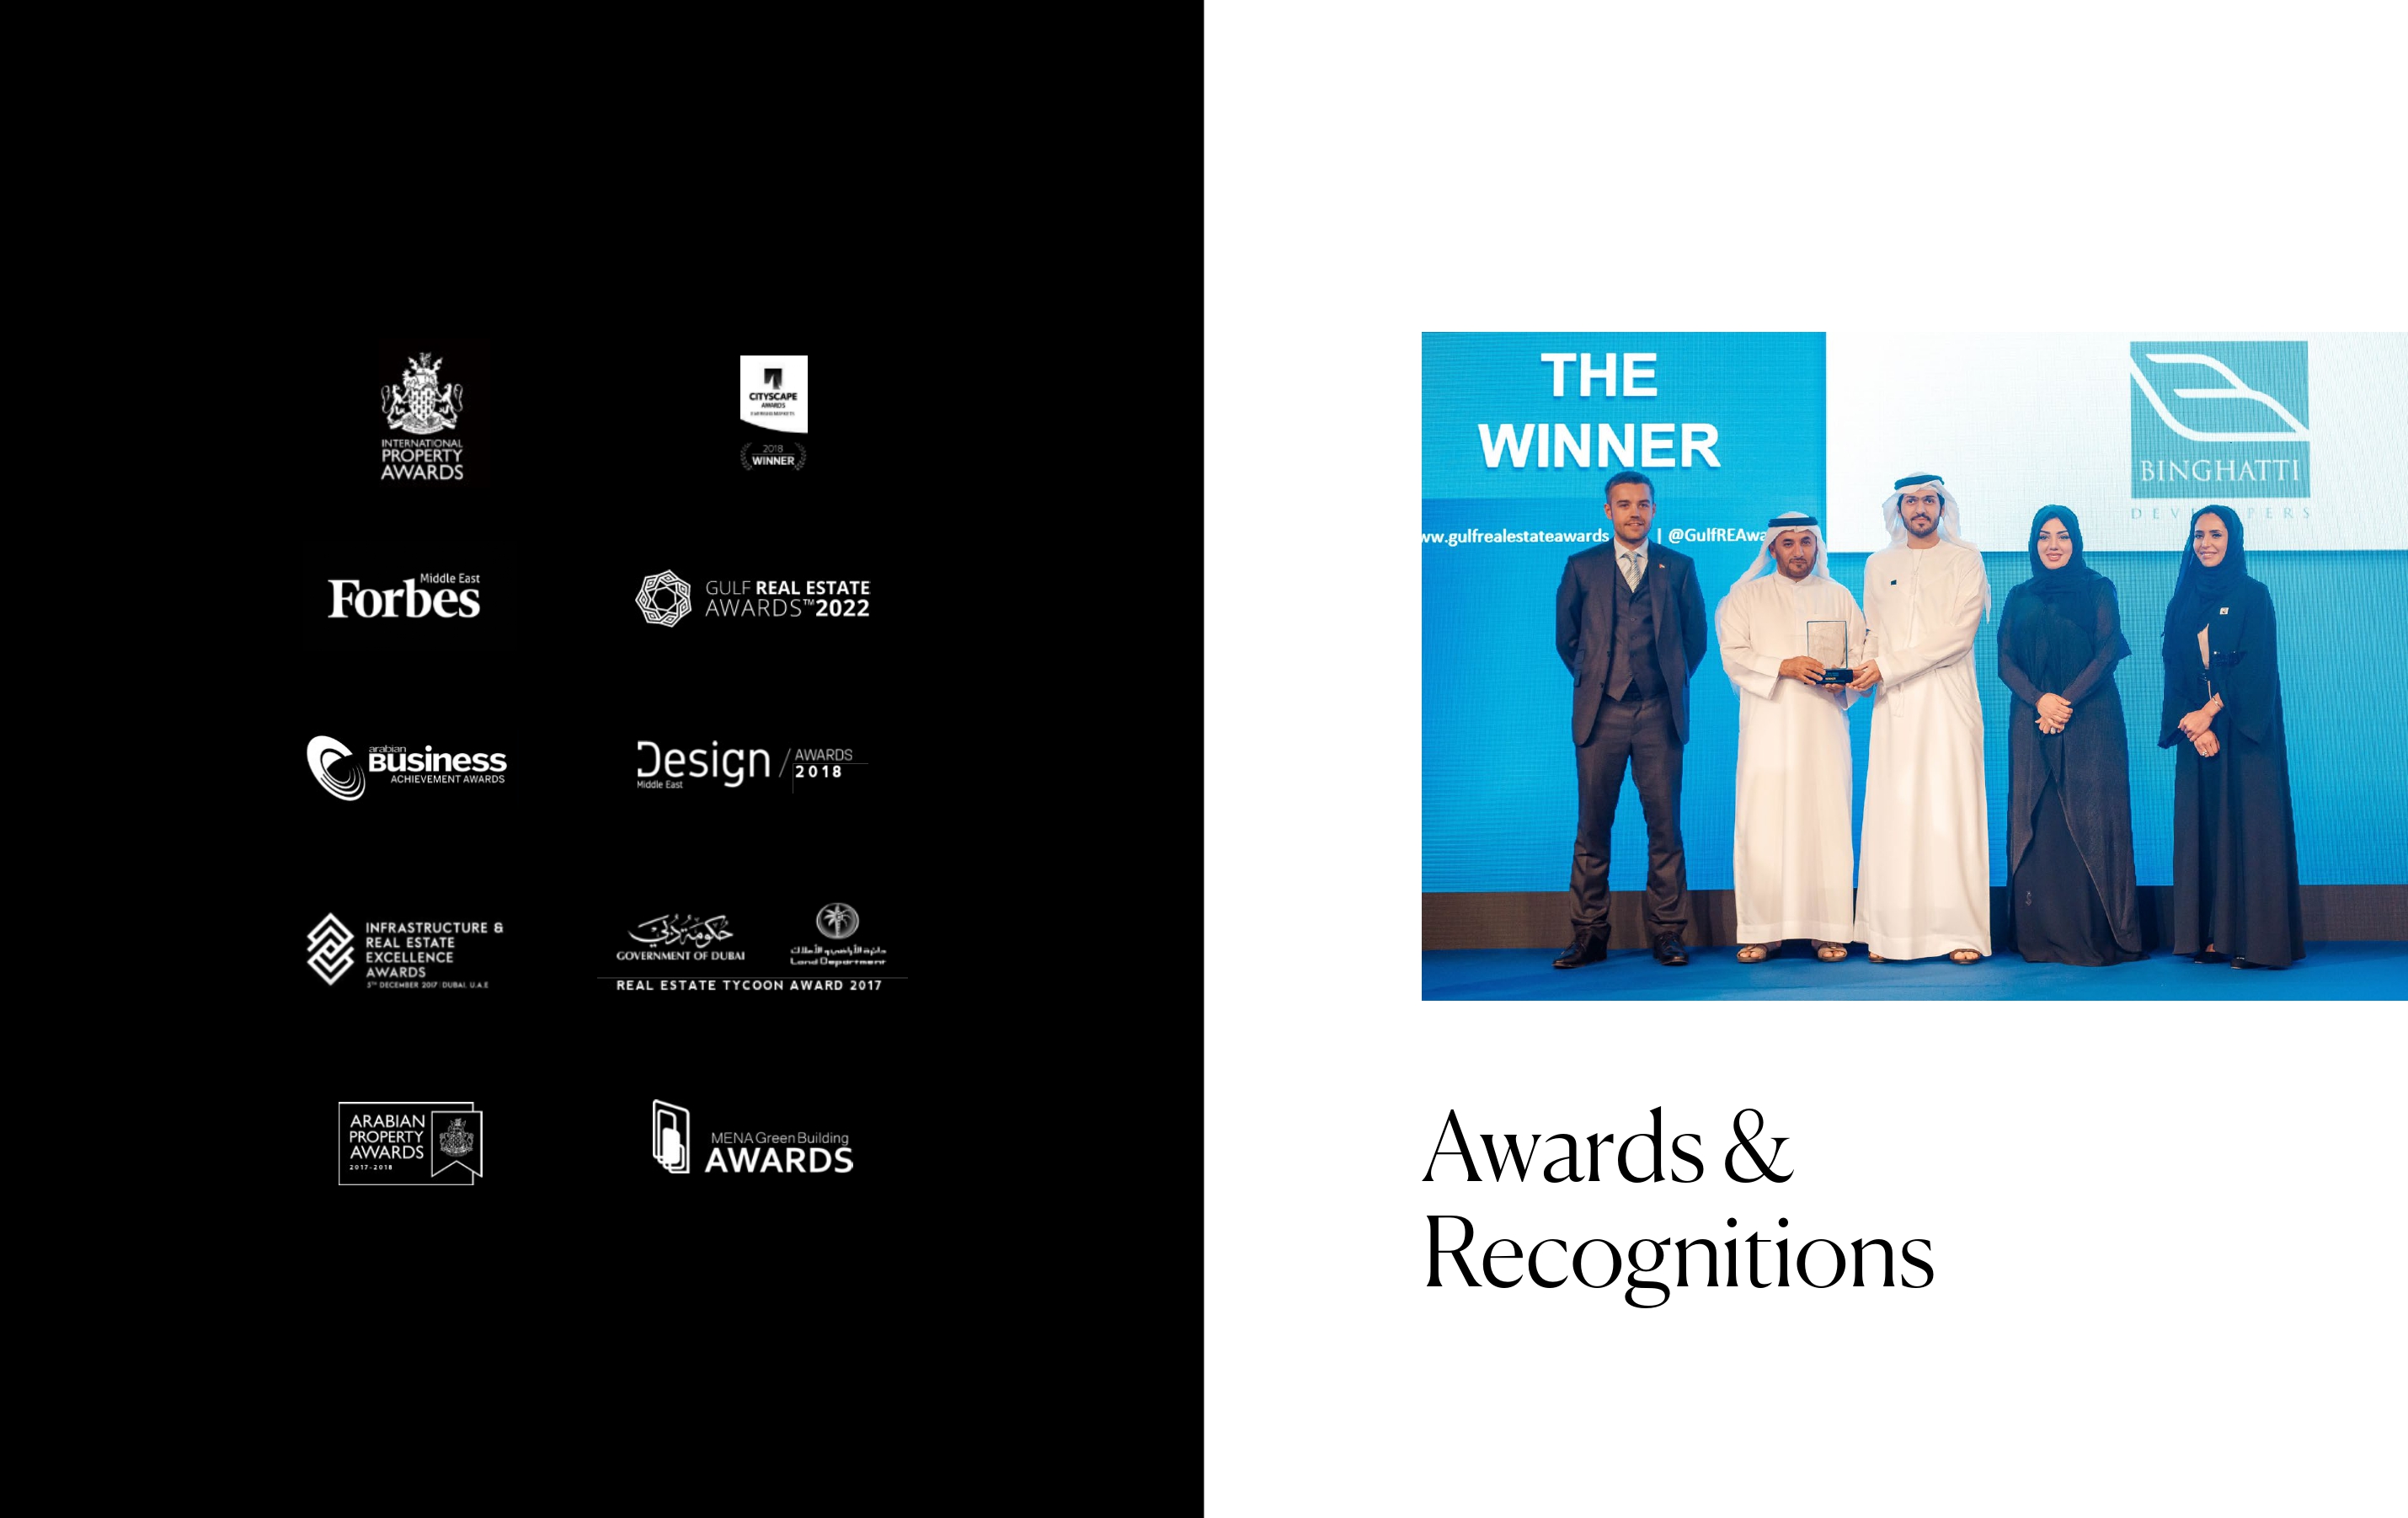 INTERNATIONAL
PROPERTY
AWARDS
CITYSCAPE
AWARDS
2018
WINNER
Middle East
Forbes
GULF REAL ESTATE
AWARDS™2022
arabian
BUSINESS
ACHIEVEMENT AWARDS
Design
Middle East
AWARDS
2018
INFRASTRUCTURE &
REAL ESTATE
EXCELLENCE
AWARDS
5TH DECEMBER 2017 DUBAI, U.A.E
حكومة دبي
GOVERNMENT OF DUBAI
دائرة الأراضي و الأملاك
Land Department
REAL ESTATE TYCOON AWARD 2017
ARABIAN
PROPERTY
AWARDS
2017-2018
MENA Green Building
AWARDS
THE
WINNER
ww.gulfrealestateawards | @GulfREAwa
BINGHATTI
DEV PERS
Awards &
Recognitions